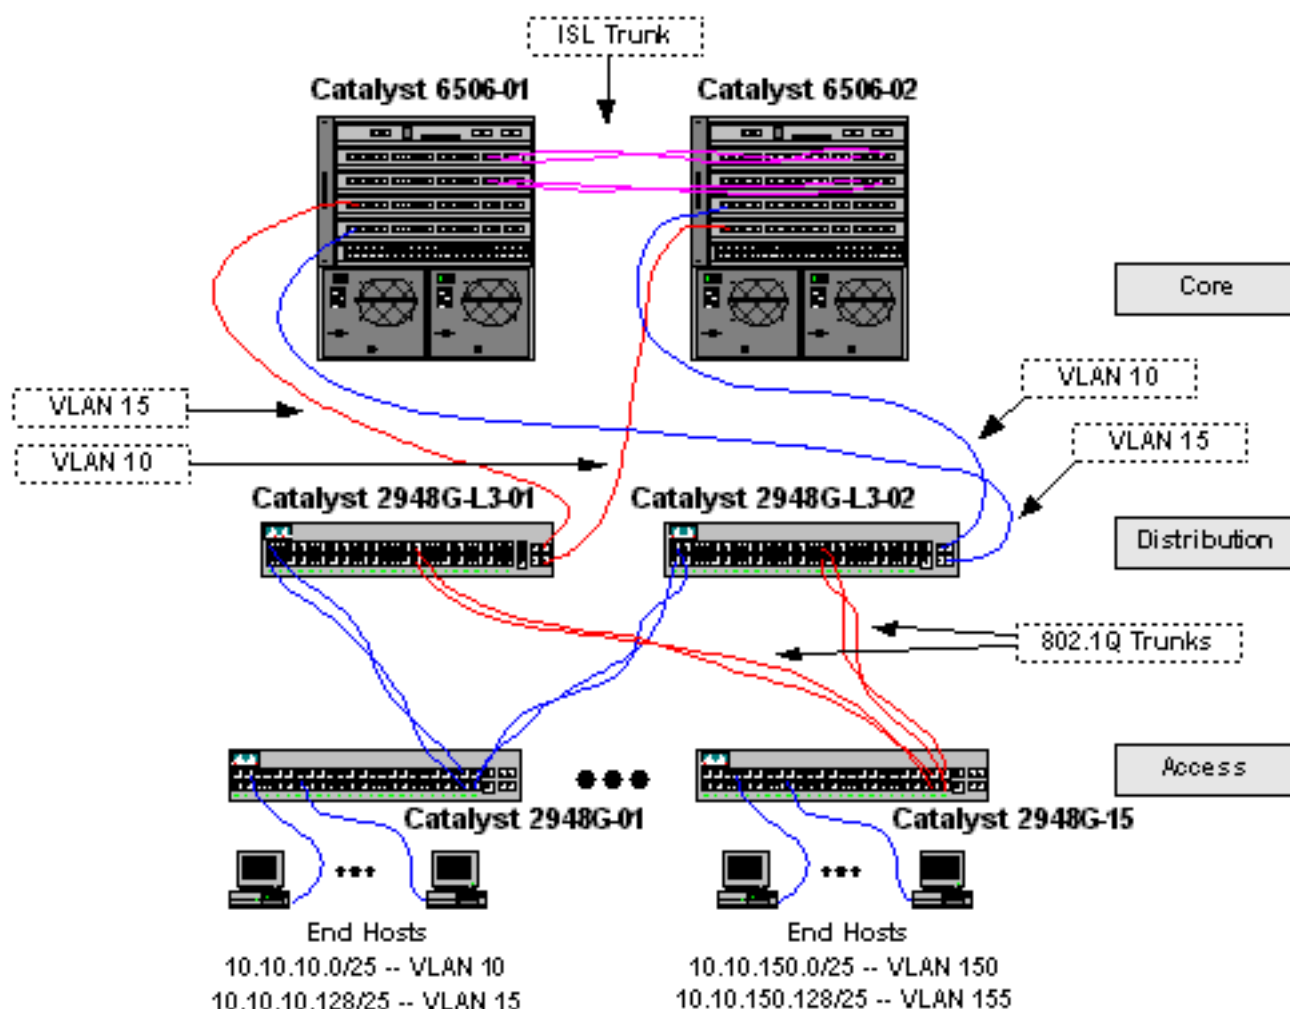 ISL Trunk
Catalyst 6506-01
Catalyst 6506-02
Core
VLAN 10
VLAN 15
VLAN 15
VLAN 10
Catalyst 2948G-L3-01
Catalyst 2948G-L3-02
Distribution
802.1Q Trunks
Access
Catalyst 2948G-01
Catalyst 2948G-15
End Hosts
10.10.10.0/25 -- VLAN 10
10.10.10.128/25 -- VLAN 15
End Hosts
10.10.150.0/25 -- VLAN 150
10.10.150.128/25 -- VLAN 155